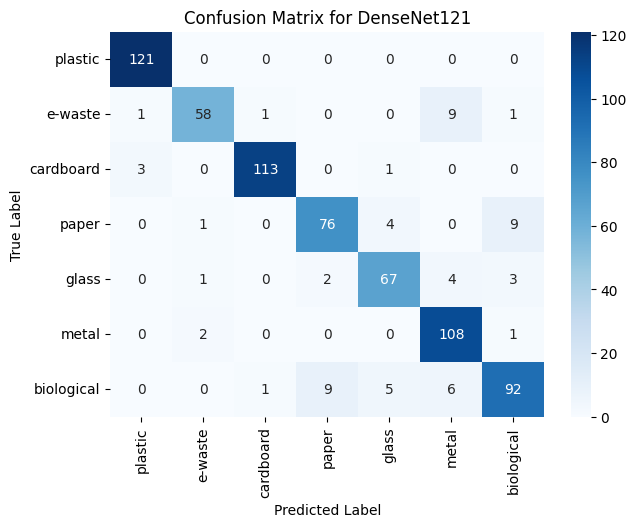 Confusion Matrix for DenseNet121
True Label
plastic 121 0 0 0 0 0 0
e-waste 1 58 1 0 0 9 1
cardboard 3 0 113 0 1 0 0
paper 0 1 0 76 4 0 9
glass 0 1 0 2 67 4 3
metal 0 2 0 0 0 108 1
biological 0 0 1 9 5 6 92
plastic e-waste cardboard paper glass metal biological
Predicted Label
120
100
80
60
40
20
0